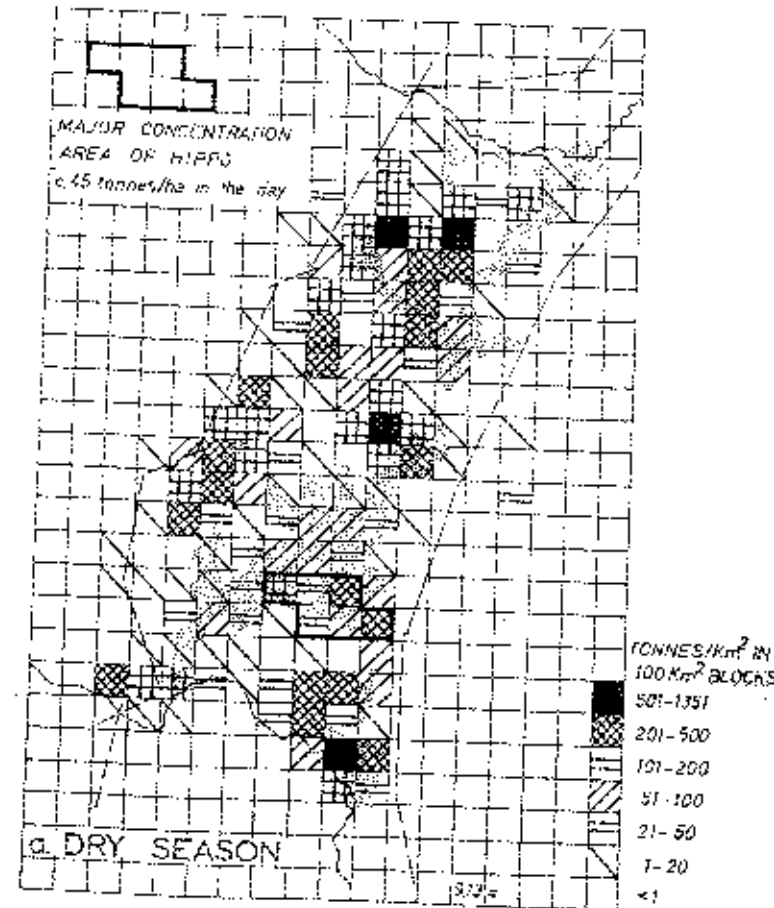 MAJOR CONCENTRATION
AREA OF HIPPO
c.45 tonnes/ha in the day
TONNES/Km² IN
100 Km² BLOCKS
501-1351
201-500
101-200
51-100
21-50
1-20
<1
a. DRY SEASON